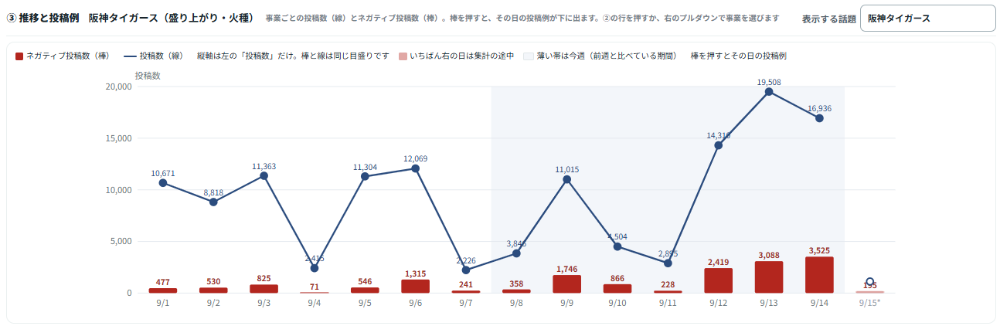 ③ 推移と投稿例　阪神タイガース（盛り上がり・火種）　事業ごとの投稿数（線）とネガティブ投稿数（棒）。棒を押すと、その日の投稿例が下に出ます。②の行を押すか、右のプルダウンで事業を選びます　表示する話題　阪神タイガース
ネガティブ投稿数（棒）　投稿数（線）　縦軸は左の「投稿数」だけ。棒と線は同じ目盛りです　いちばん右の日は集計の途中　薄い帯は今週（前週と比べている期間）　棒を押すとその日の投稿例
投稿数
20,000
15,000
10,000
5,000
0
10,671 8,818 11,363 2,415 11,304 12,069 2,226 3,845 11,015 4,504 2,895 14,310 19,508 16,936
477 530 825 71 546 1,315 241 358 1,746 866 228 2,419 3,088 3,525 195
9/1 9/2 9/3 9/4 9/5 9/6 9/7 9/8 9/9 9/10 9/11 9/12 9/13 9/14 9/15*